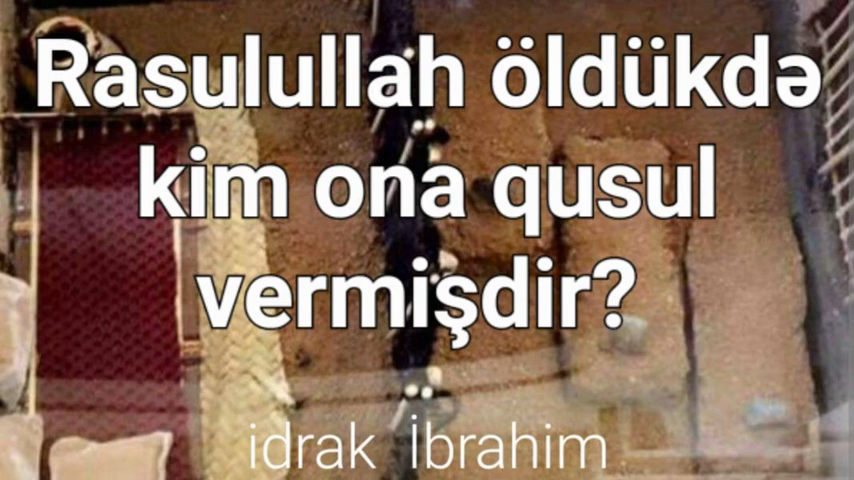 Rasulullah öldükdə
kim ona qusul
vermişdir?
idrak İbrahim